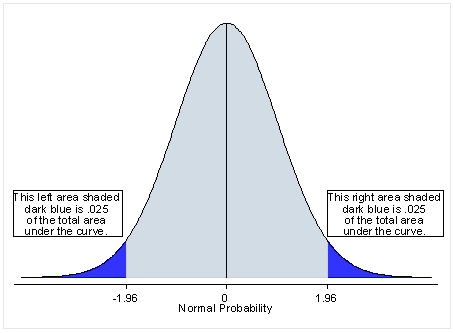 This left area shaded
dark blue is .025
of the total area
under the curve.
This right area shaded
dark blue is .025
of the total area
under the curve.
-1.96 0 1.96
Normal Probability